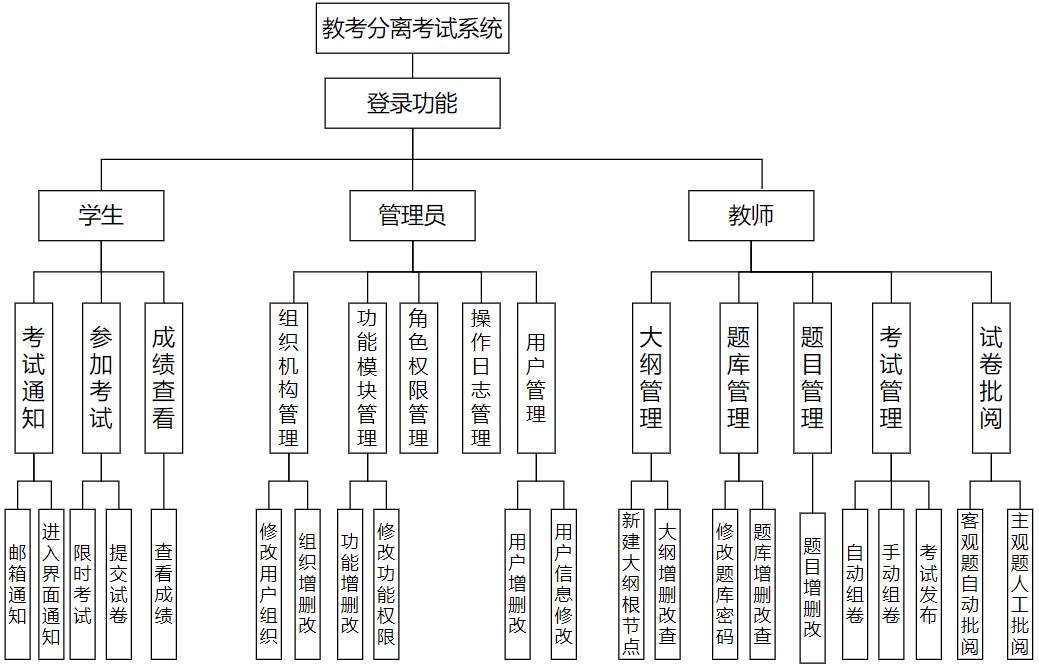 教考分离考试系统
登录功能
学生
管理员
教师
考试通知
参加考试
成绩查看
组织机构管理
功能模块管理
角色权限管理
操作日志管理
用户管理
大纲管理
题库管理
题目管理
考试管理
试卷批阅
邮箱通知
进入界面通知
限时考试
提交试卷
查看成绩
修改用户组织
组织增删改
功能增删改
修改功能权限
用户增删改
用户信息修改
新建大纲根节点
大纲增删改查
修改题库密码
题库增删改查
题目增删改
自动组卷
手动组卷
考试发布
客观题自动批阅
主观题人工批阅